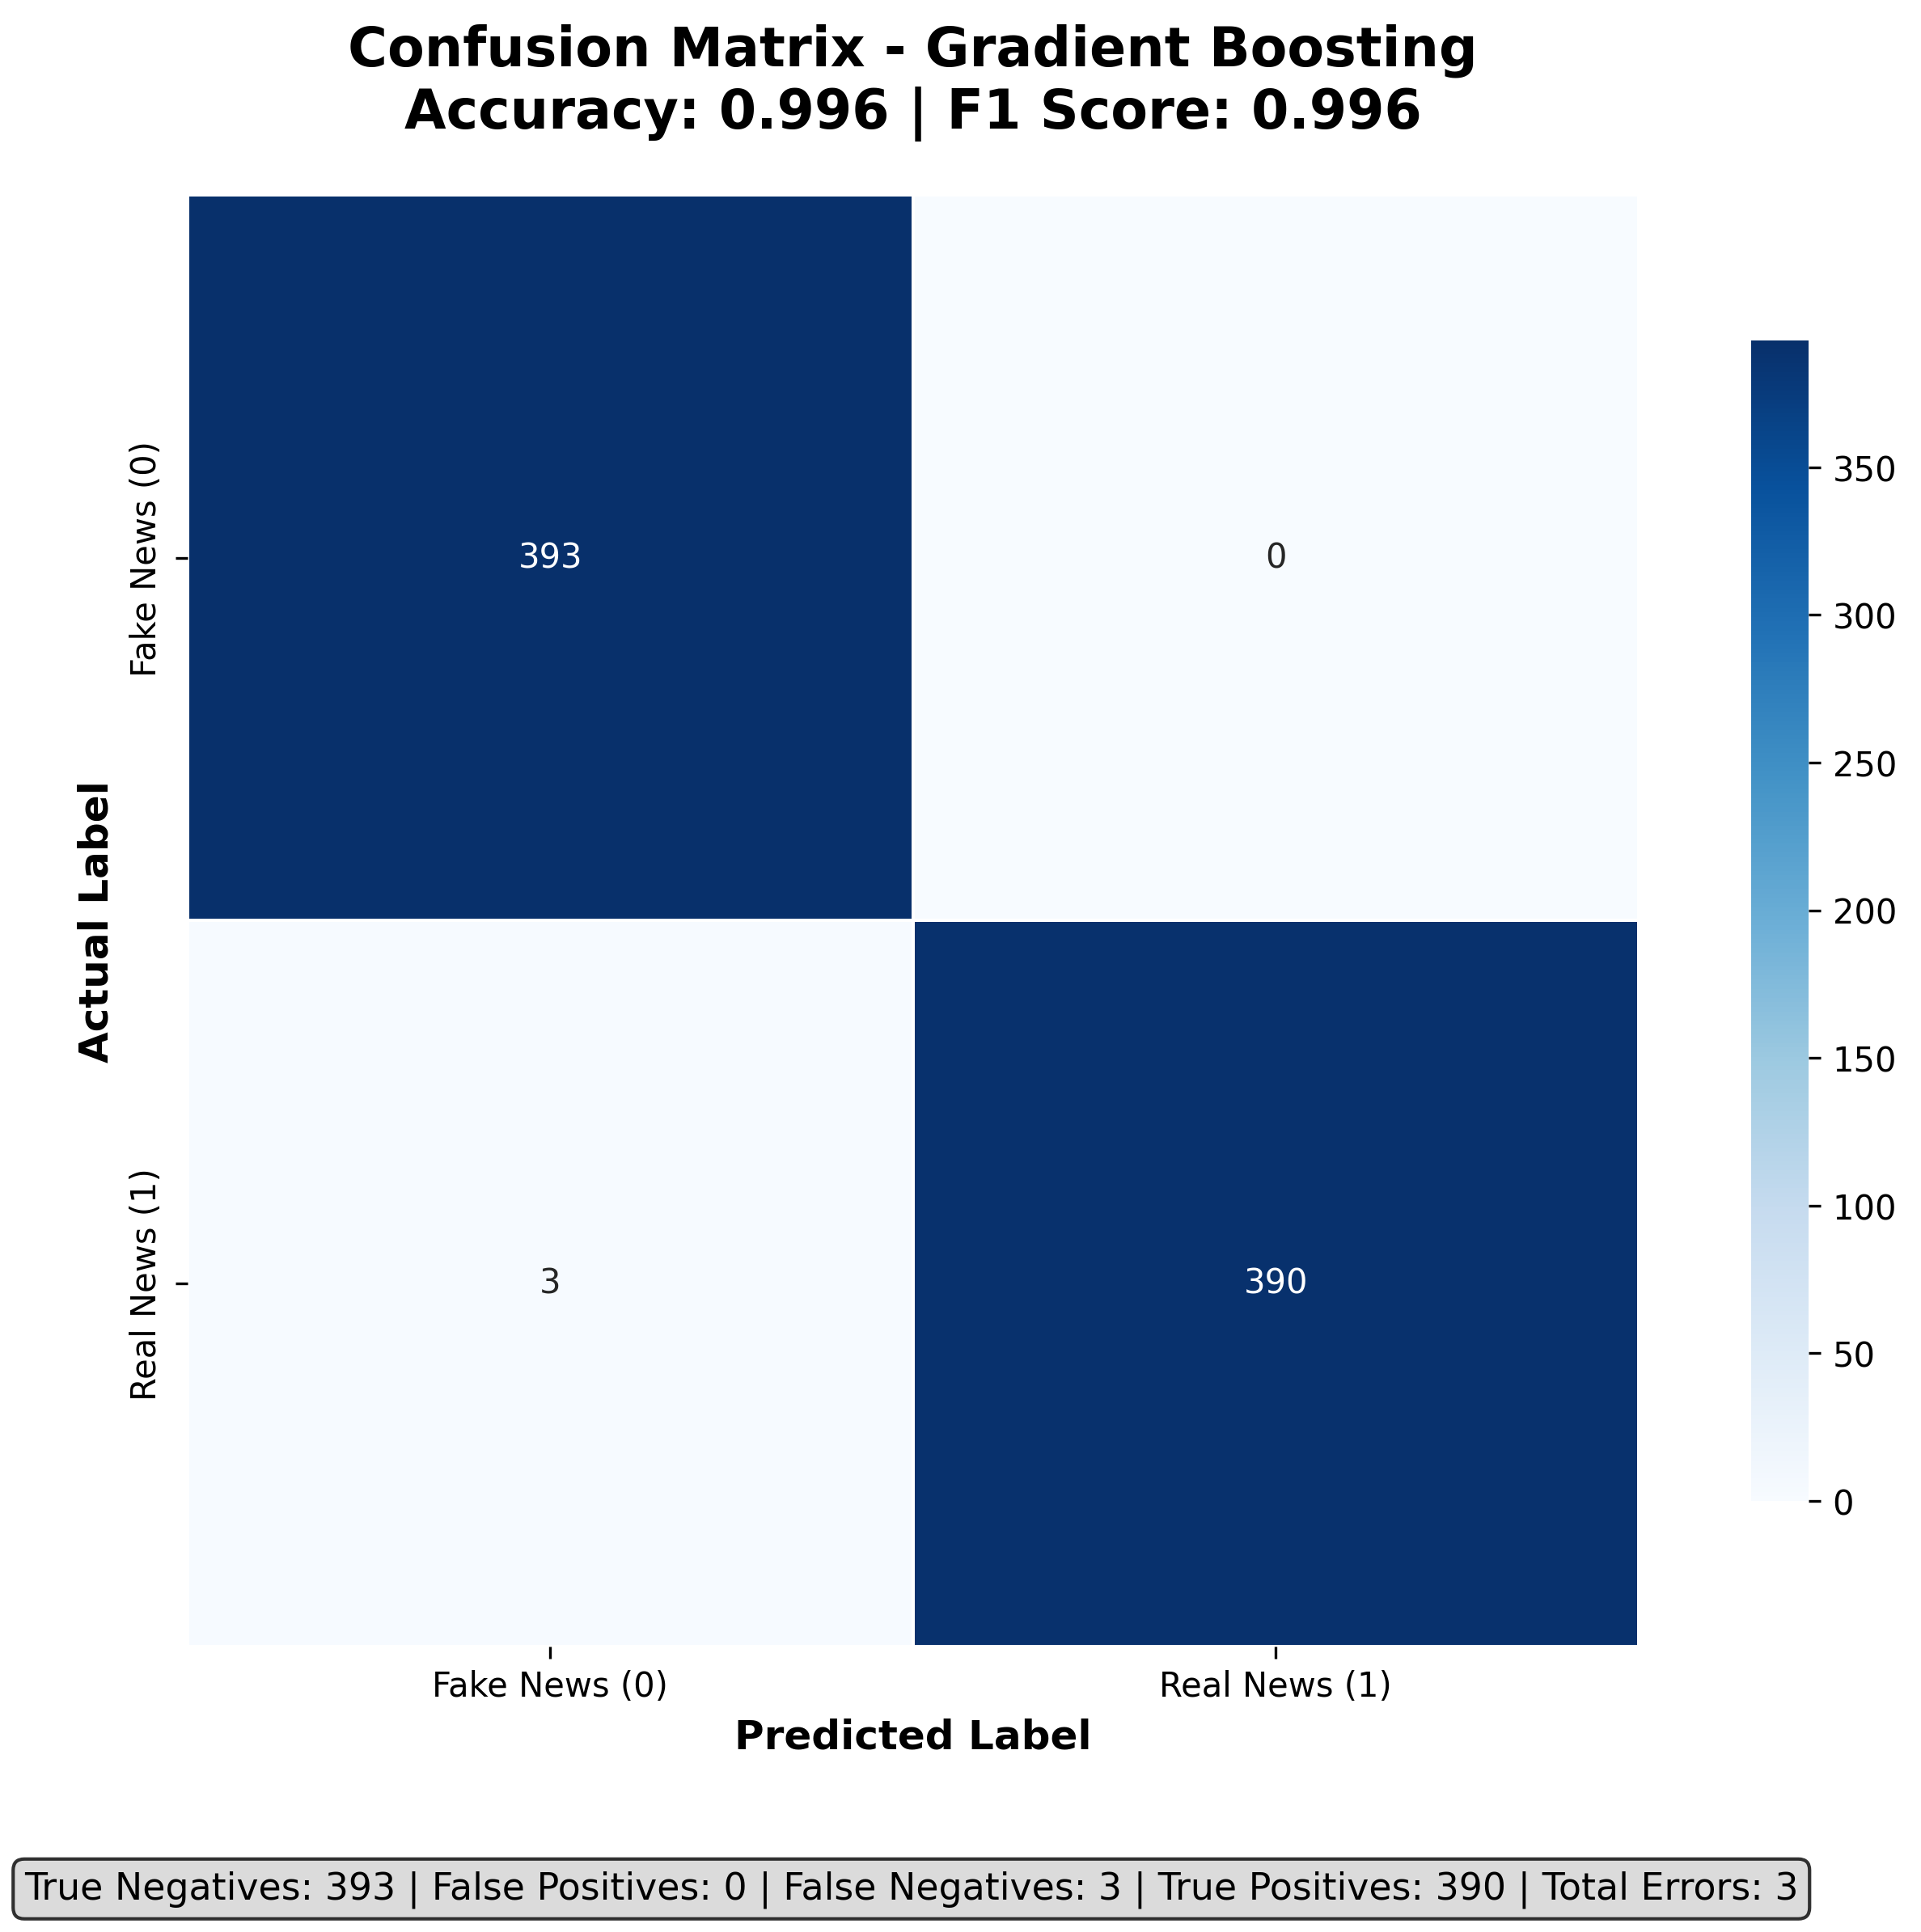 Confusion Matrix - Gradient Boosting
Accuracy: 0.996 | F1 Score: 0.996
Actual Label
Fake News (0)
393
0
Real News (1)
3
390
Fake News (0)
Real News (1)
Predicted Label
350
300
250
200
150
100
50
0
True Negatives: 393 | False Positives: 0 | False Negatives: 3 | True Positives: 390 | Total Errors: 3